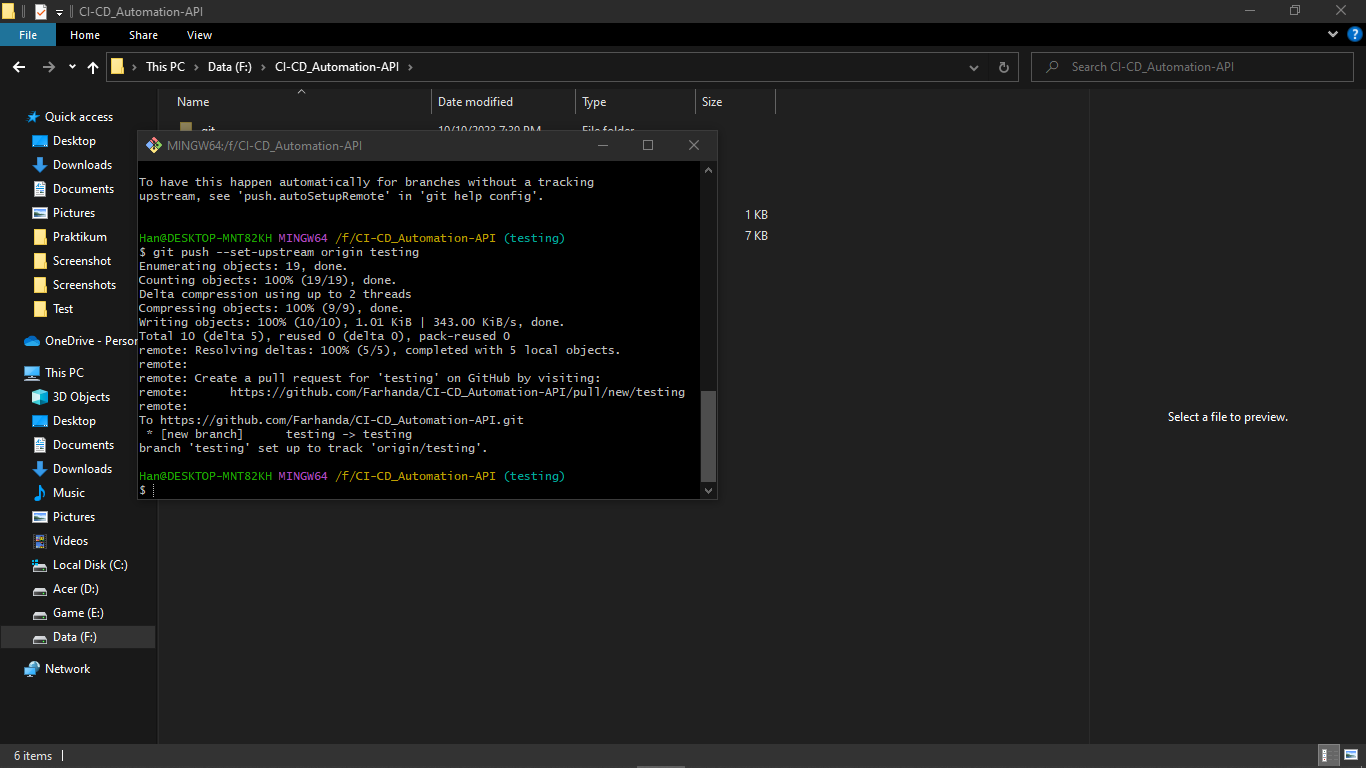 CI-CD_Automation-API
File Home Share View
This PC Data (F:) CI-CD_Automation-API
Search CI-CD_Automation-API
Name Date modified Type Size
.git 10/10/2023 7:39 PM File folder
1 KB
7 KB
Quick access
Desktop
Downloads
Documents
Pictures
Praktikum
Screenshot
Screenshots
Test
OneDrive - Person
This PC
3D Objects
Desktop
Documents
Downloads
Music
Pictures
Videos
Local Disk (C:)
Acer (D:)
Game (E:)
Data (F:)
Network
MINGW64:/f/CI-CD_Automation-API
To have this happen automatically for branches without a tracking
upstream, see 'push.autoSetupRemote' in 'git help config'.
Han@DESKTOP-MNT82KH MINGW64 /f/CI-CD_Automation-API (testing)
$ git push --set-upstream origin testing
Enumerating objects: 19, done.
Counting objects: 100% (19/19), done.
Delta compression using up to 2 threads
Compressing objects: 100% (9/9), done.
Writing objects: 100% (10/10), 1.01 KiB | 343.00 KiB/s, done.
Total 10 (delta 5), reused 0 (delta 0), pack-reused 0
remote: Resolving deltas: 100% (5/5), completed with 5 local objects.
remote:
remote: Create a pull request for 'testing' on GitHub by visiting:
remote:      https://github.com/Farhanda/CI-CD_Automation-API/pull/new/testing
remote:
To https://github.com/Farhanda/CI-CD_Automation-API.git
 * [new branch]      testing -> testing
branch 'testing' set up to track 'origin/testing'.
Han@DESKTOP-MNT82KH MINGW64 /f/CI-CD_Automation-API (testing)
$
Select a file to preview.
6 items